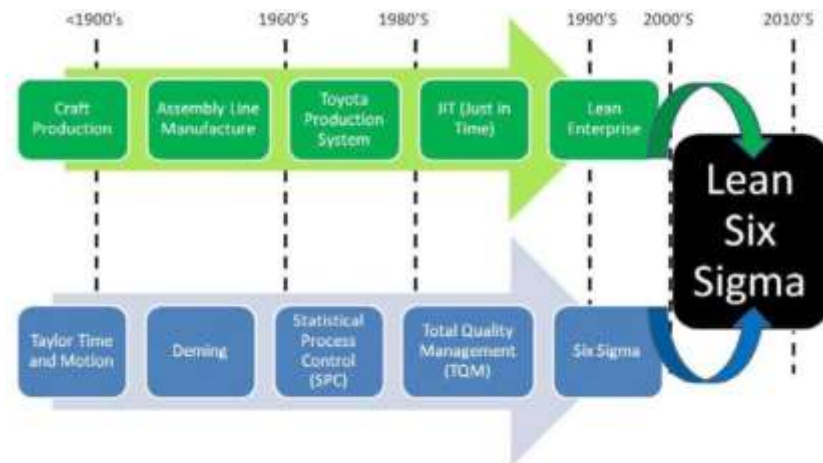 <1900's
1960'S
1980'S
1990'S
2000'S
2010'S
Craft
Production
Assembly Line
Manufacture
Toyota
Production
System
JIT (Just in
Time)
Lean
Enterprise
Lean
Six
Sigma
Taylor Time
and Motion
Deming
Statistical
Process
Control
(SPC)
Total Quality
Management
(TQM)
Six Sigma